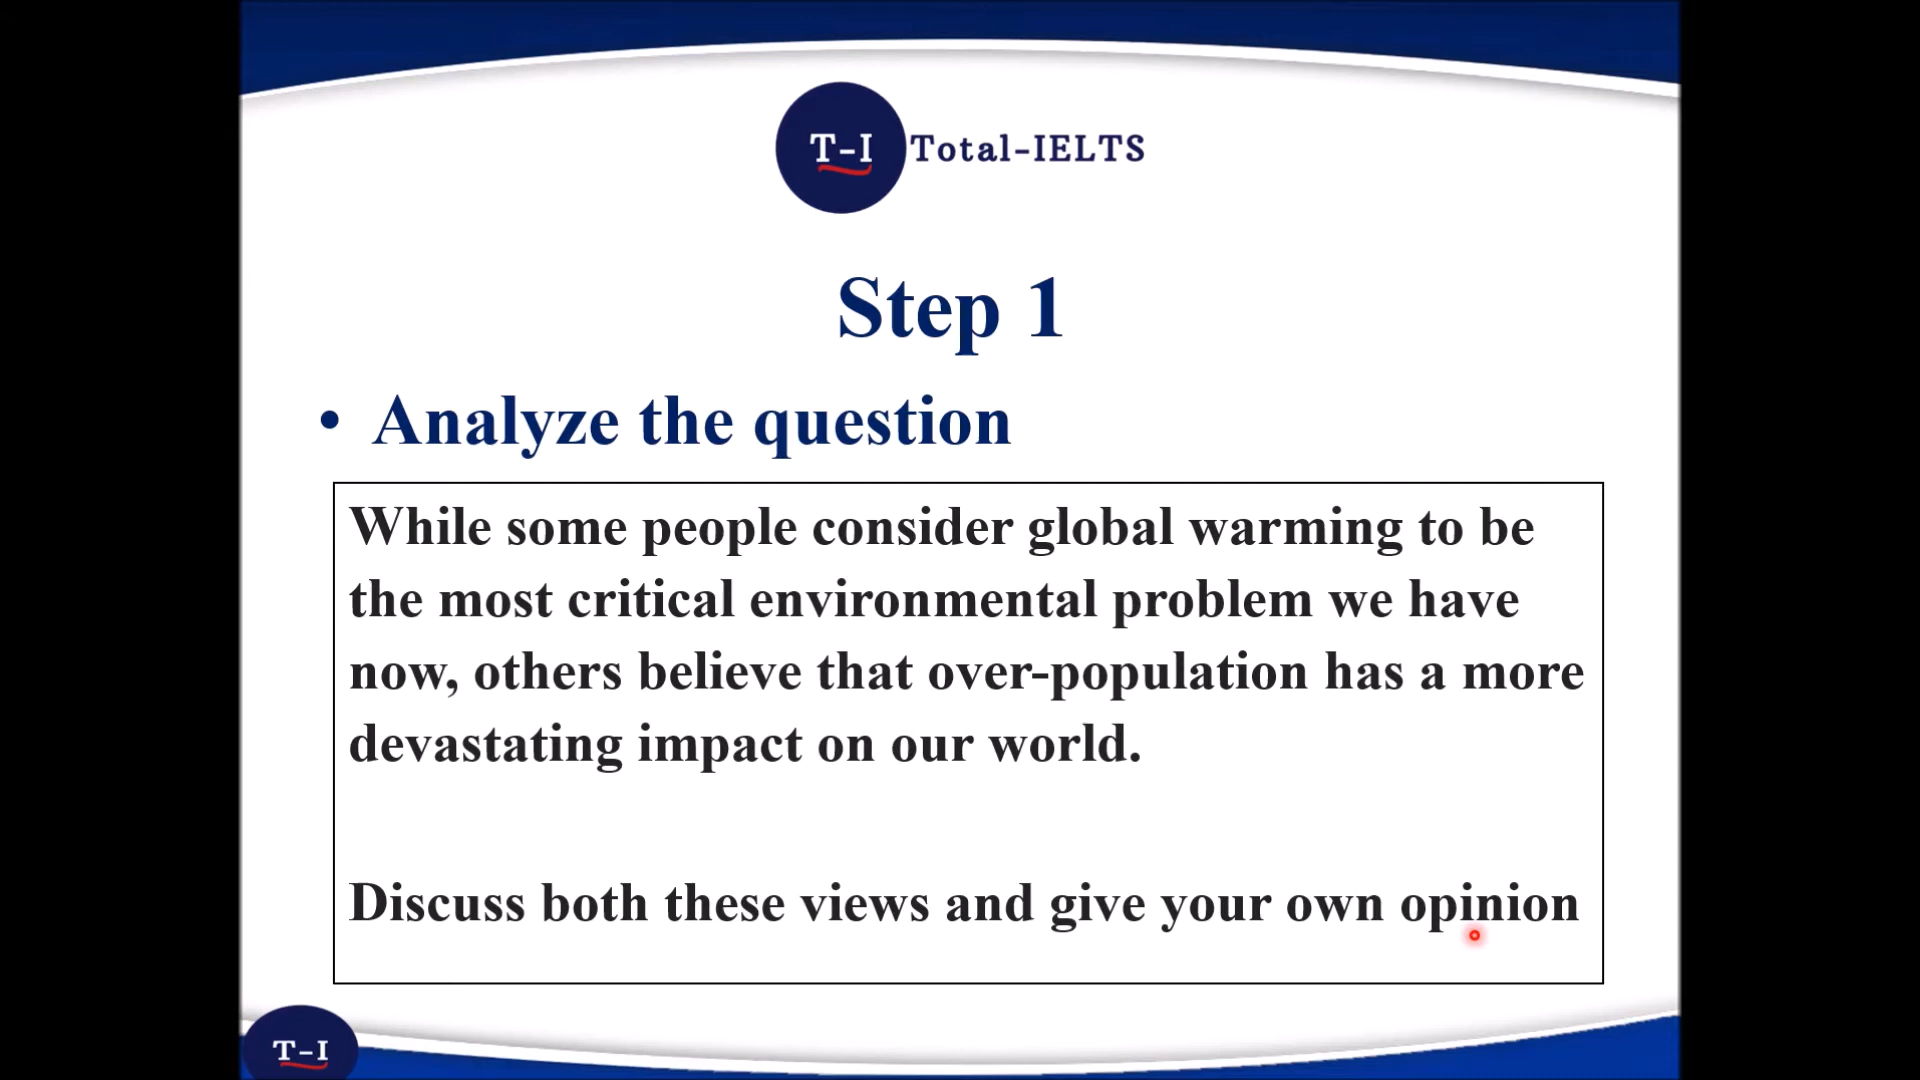 T-I Total-IELTS
Step 1
• Analyze the question
While some people consider global warming to be
the most critical environmental problem we have
now, others believe that over-population has a more
devastating impact on our world.
Discuss both these views and give your own opinion
T-I